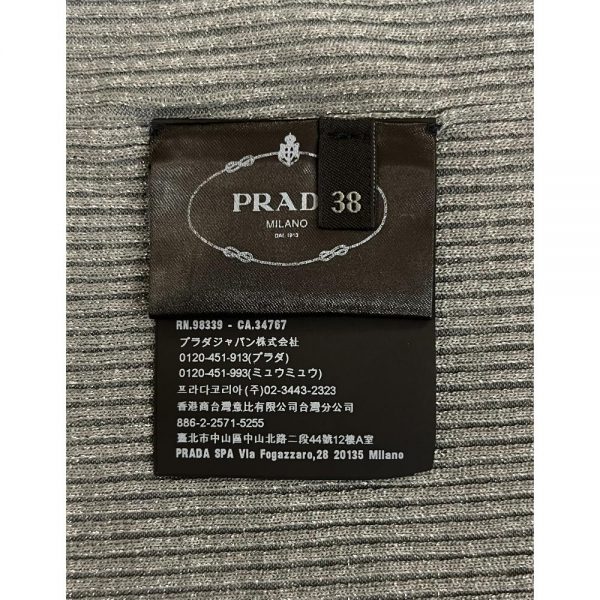 PRAD
38
MILANO
DAL 1913
RN.98339 - CA.34767
プラダジャパン株式会社
0120-451-913(プラダ)
0120-451-993(ミュウミュウ)
프라다코리아(주)02-3443-2323
香港商台灣意比有限公司台灣分公司
886-2-2571-5255
臺北市中山區中山北路二段44號12樓A室
PRADA SPA Via Fogazzaro,28 20135 Milano